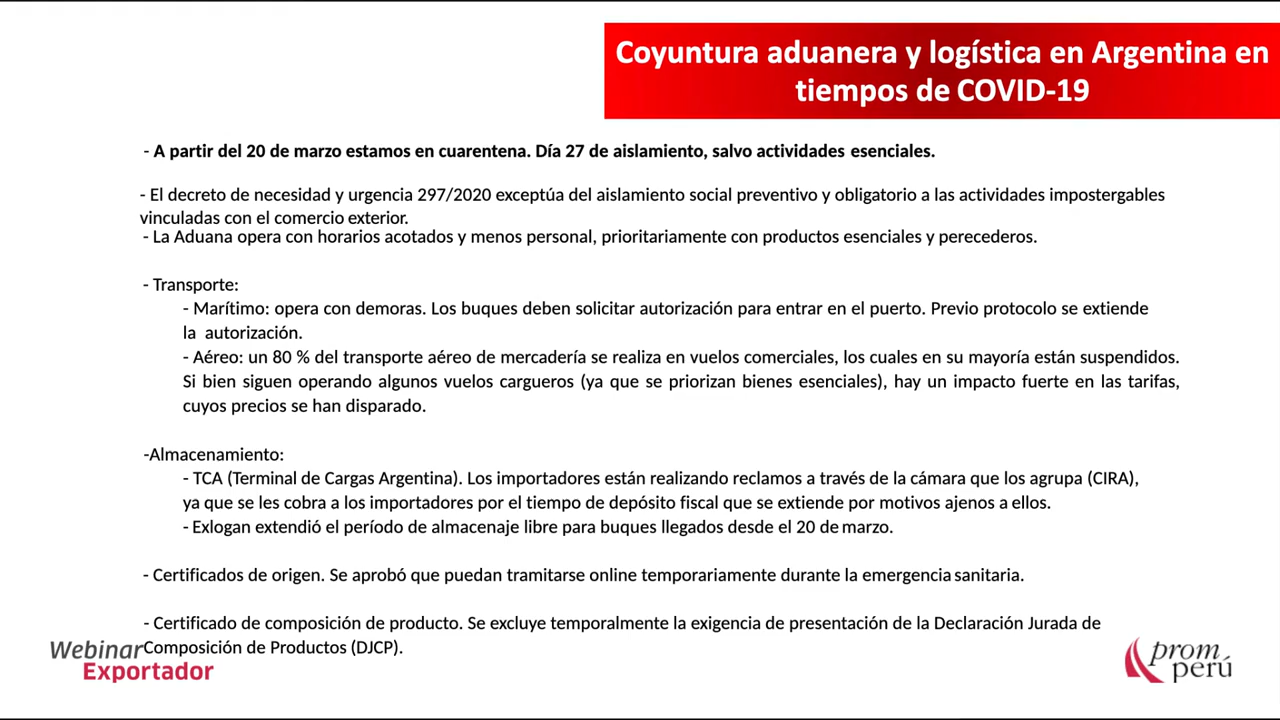 Coyuntura aduanera y logística en Argentina en
tiempos de COVID-19
- A partir del 20 de marzo estamos en cuarentena. Día 27 de aislamiento, salvo actividades esenciales.
- El decreto de necesidad y urgencia 297/2020 exceptúa del aislamiento social preventivo y obligatorio a las actividades impostergables
vinculadas con el comercio exterior.
- La Aduana opera con horarios acotados y menos personal, prioritariamente con productos esenciales y perecederos.
- Transporte:
- Marítimo: opera con demoras. Los buques deben solicitar autorización para entrar en el puerto. Previo protocolo se extiende
la autorización.
- Aéreo: un 80 % del transporte aéreo de mercadería se realiza en vuelos comerciales, los cuales en su mayoría están suspendidos.
Si bien siguen operando algunos vuelos cargueros (ya que se priorizan bienes esenciales), hay un impacto fuerte en las tarifas,
cuyos precios se han disparado.
-Almacenamiento:
- TCA (Terminal de Cargas Argentina). Los importadores están realizando reclamos a través de la cámara que los agrupa (CIRA),
ya que se les cobra a los importadores por el tiempo de depósito fiscal que se extiende por motivos ajenos a ellos.
- Exlogan extendió el período de almacenaje libre para buques llegados desde el 20 de marzo.
- Certificados de origen. Se aprobó que puedan tramitarse online temporariamente durante la emergencia sanitaria.
- Certificado de composición de producto. Se excluye temporalmente la exigencia de presentación de la Declaración Jurada de
Composición de Productos (DJCP).
Webinar
Exportador
prom
perú